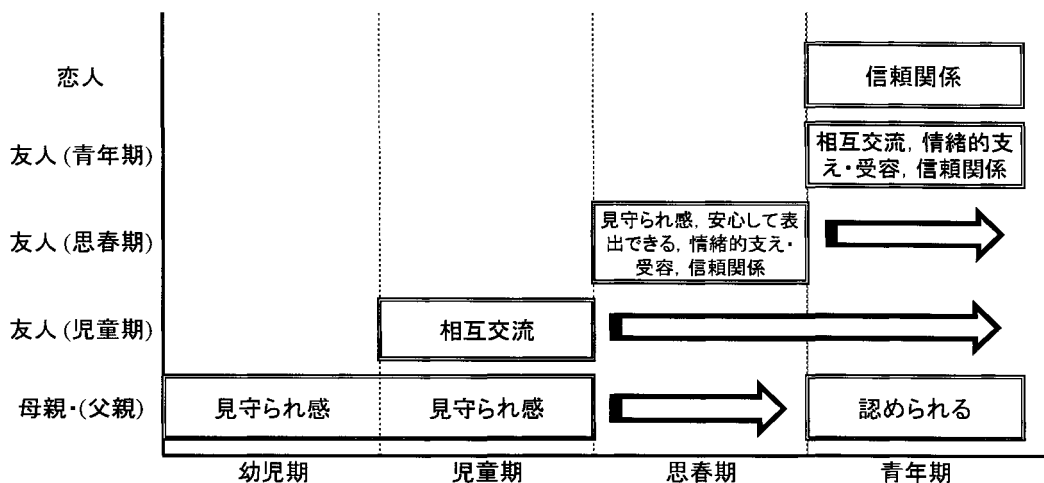 恋人
信頼関係
友人(青年期)
相互交流, 情緒的支
え・受容, 信頼関係
友人(思春期)
見守られ感, 安心して表
出できる, 情緒的支え・
受容, 信頼関係
友人(児童期)
相互交流
母親・(父親)
見守られ感
見守られ感
認められる
幼児期
児童期
思春期
青年期